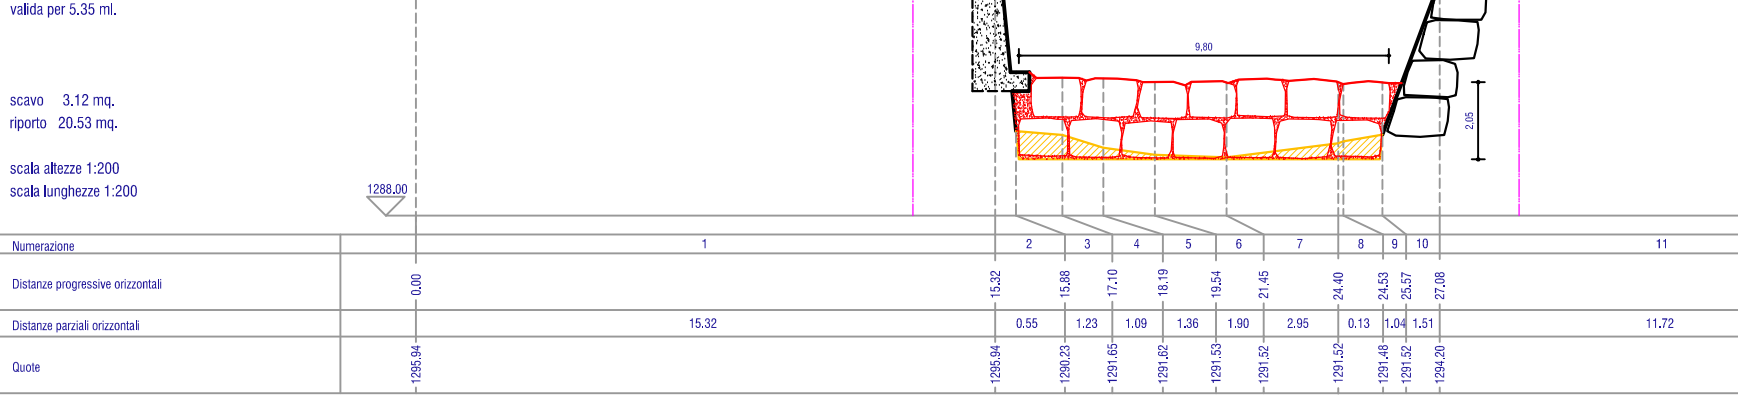 valida per 5.35 ml.
9.80
scavo 3.12 mq.
riporto 20.53 mq.
2.05
scala altezze 1:200
scala lunghezze 1:200
1288.00
Numerazione 1 2 3 4 5 6 7 8 9 10 11
Distanze progressive orizzontali 0.00 15.32 15.88 17.10 18.19 19.54 21.45 24.40 24.53 25.57 27.08
Distanze parziali orizzontali 15.32 0.55 1.23 1.09 1.36 1.90 2.95 0.13 1.04 1.51 11.72
Quote 1295.94 1295.94 1290.23 1291.65 1291.62 1291.53 1291.52 1291.52 1291.48 1291.52 1294.20